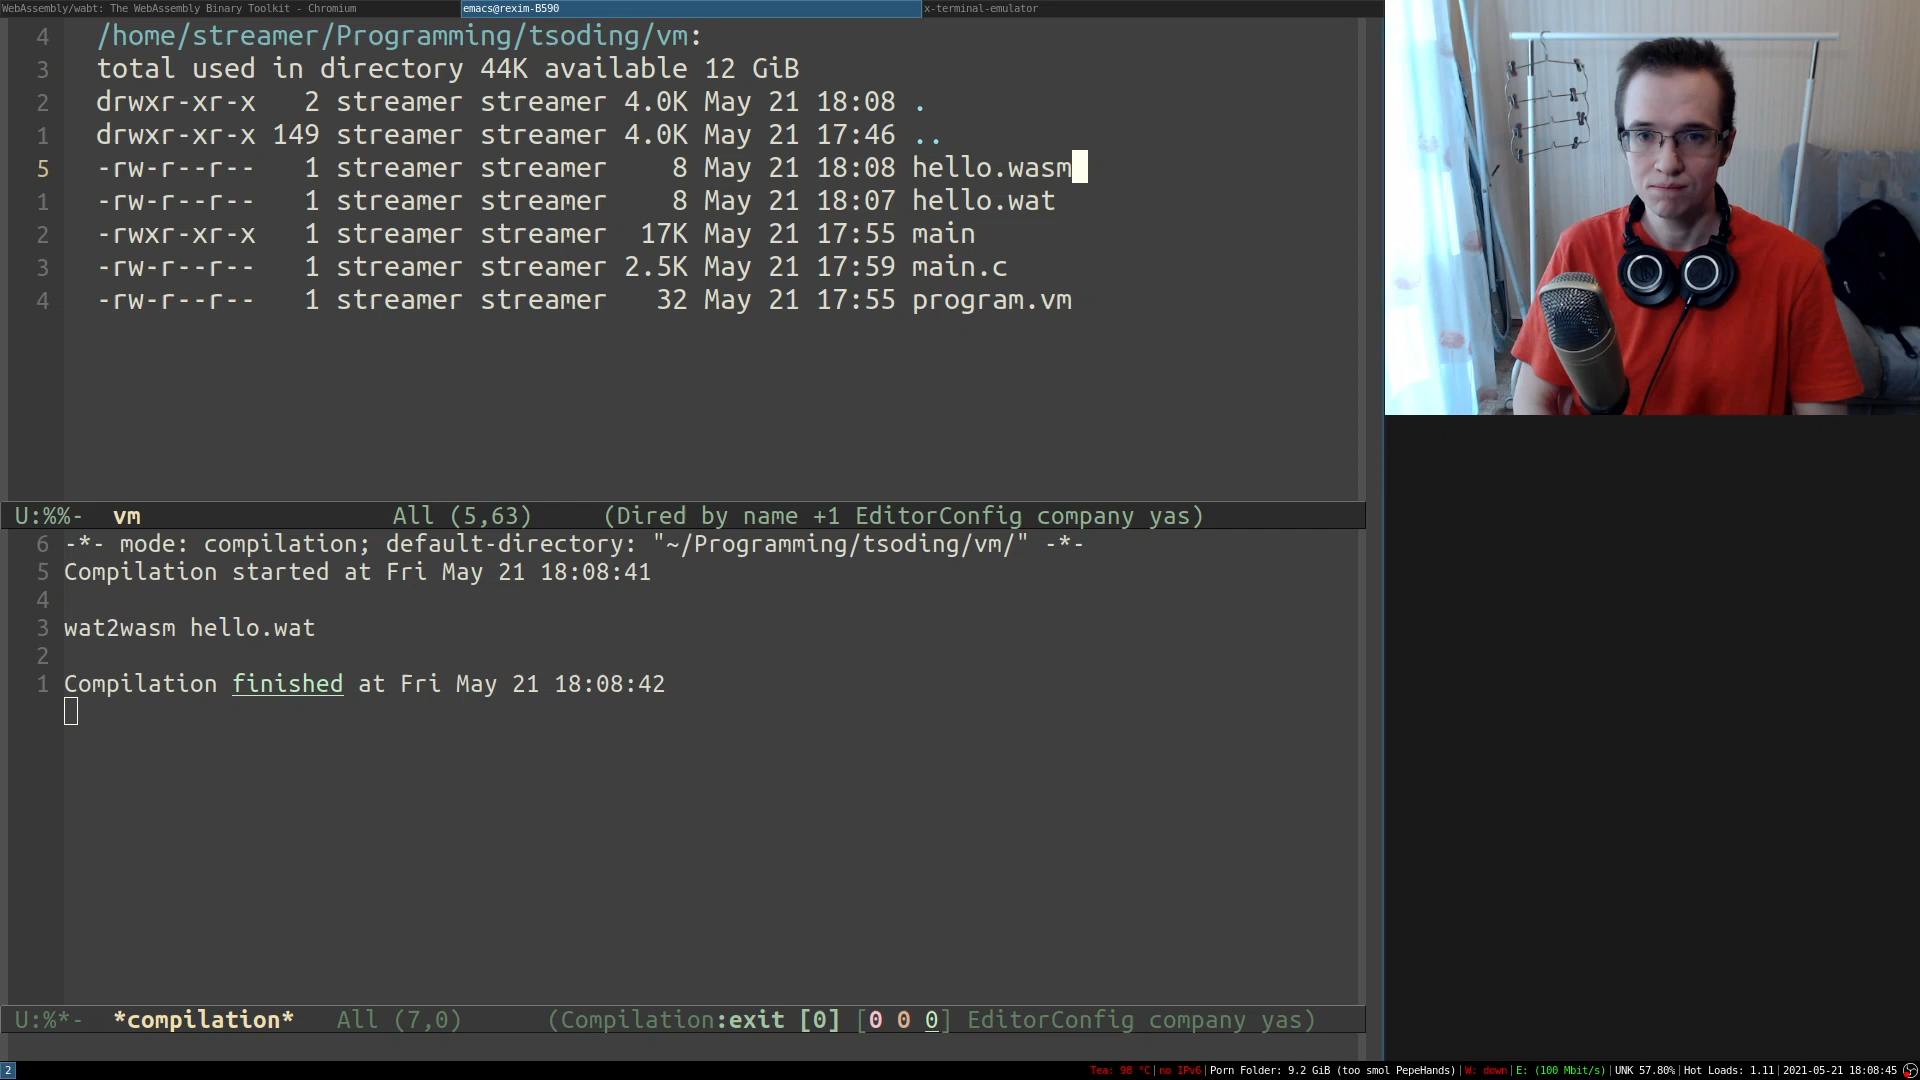 WebAssembly/wabt: The WebAssembly Binary Toolkit - Chromium
emacs@rexim-B590
x-terminal-emulator
4 /home/streamer/Programming/tsoding/vm:
3 total used in directory 44K available 12 GiB
2 drwxr-xr-x 2 streamer streamer 4.0K May 21 18:08 .
1 drwxr-xr-x 149 streamer streamer 4.0K May 21 17:46 ..
5 -rw-r--r-- 1 streamer streamer 8 May 21 18:08 hello.wasm
1 -rw-r--r-- 1 streamer streamer 8 May 21 18:07 hello.wat
2 -rwxr-xr-x 1 streamer streamer 17K May 21 17:55 main
3 -rw-r--r-- 1 streamer streamer 2.5K May 21 17:59 main.c
4 -rw-r--r-- 1 streamer streamer 32 May 21 17:55 program.vm
U:%%- vm All (5,63) (Dired by name +1 EditorConfig company yas)
6 -*- mode: compilation; default-directory: "~/Programming/tsoding/vm/" -*-
5 Compilation started at Fri May 21 18:08:41
4
3 wat2wasm hello.wat
2
1 Compilation finished at Fri May 21 18:08:42
U:%*- *compilation* All (7,0) (Compilation:exit [0] [0 0 0] EditorConfig company yas)
2
Tea: 98 °C|no IPv6|Porn Folder: 9.2 GiB (too smol PepeHands)|W: down|E: (100 Mbit/s)|UNK 57.80%|Hot Loads: 1.11|2021-05-21 18:08:45